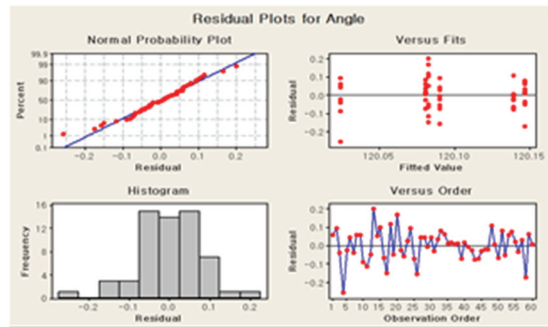 Residual Plots for Angle
Normal Probability Plot
Versus Fits
99.9
99
90
50
10
1
0.1
Percent
-0.2 -0.1 0.0 0.1 0.2
Residual
0.2
0.1
0.0
-0.1
-0.2
Residual
120.05 120.10 120.15
Fitted Value
Histogram
Versus Order
16
12
8
4
0
Frequency
-0.2 -0.1 0.0 0.1 0.2
Residual
0.2
0.1
0.0
-0.1
-0.2
Residual
1 5 10 15 20 25 30 35 40 45 50 55 60
Observation Order